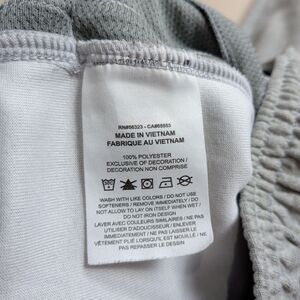 RN#56323 - CA#05553
MADE IN VIETNAM
FABRIQUE AU VIETNAM
100% POLYESTER
EXCLUSIVE OF DECORATION /
DECORATION NON COMPRISE
WASH WITH LIKE COLORS / DO NOT USE
SOFTENERS / REMOVE IMMEDIATELY / DO
NOT ALLOW TO LAY ON ITSELF WHEN WET /
DO NOT IRON DESIGN
LAVER AVEC COULEURS SIMILAIRES / NE PAS
UTILISER D'ADOUCISSEUR / ENLEVER
IMMÉDIATEMENT / NE PAS LAISSER LE
VÊTEMENT PLIÉ LORSQU'IL EST MOUILLÉ / NE
PAS REPASSER LE DESSIN